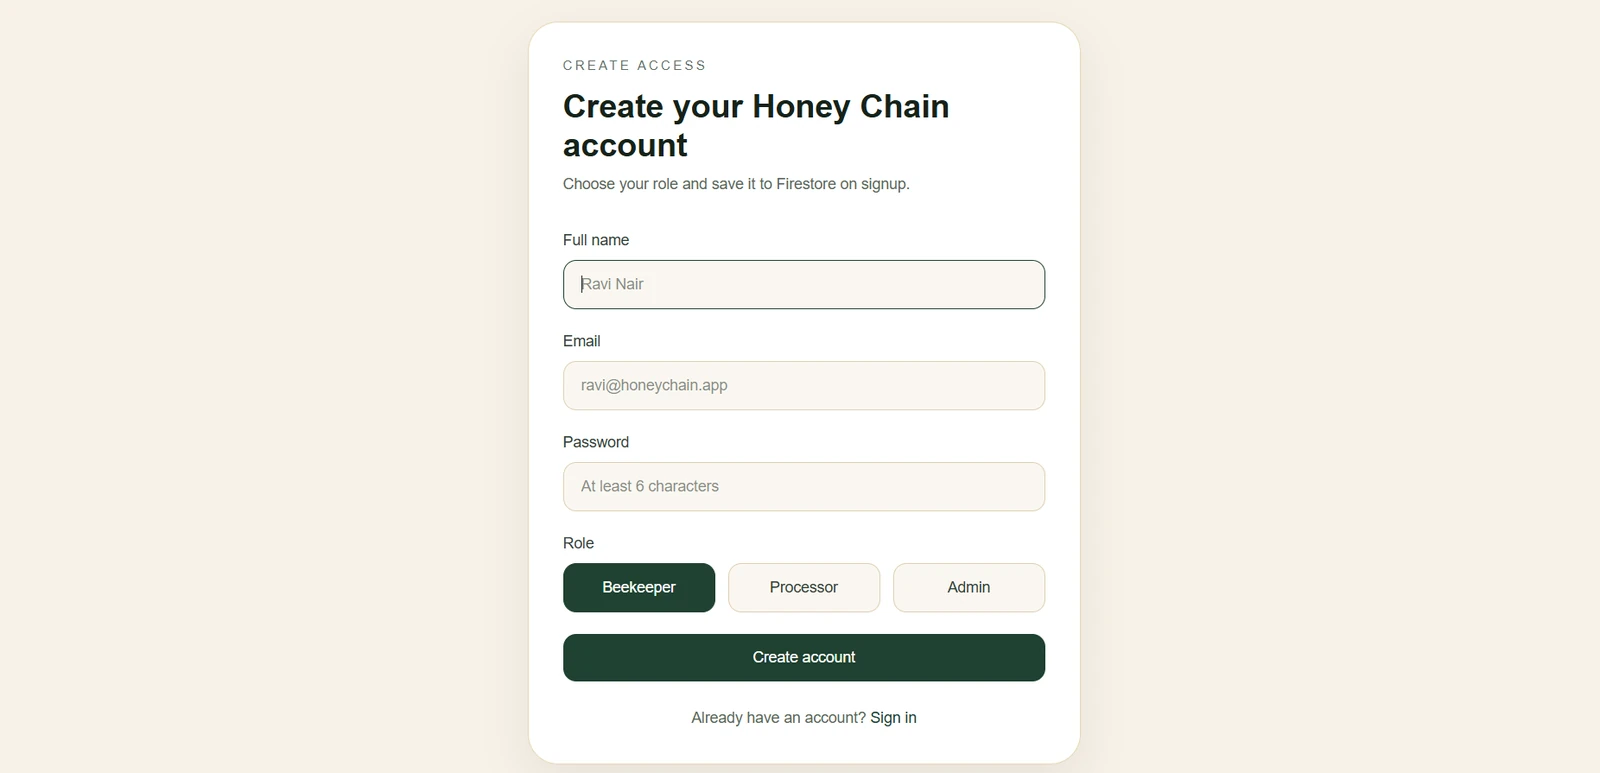 CREATE ACCESS
Create your Honey Chain
account
Choose your role and save it to Firestore on signup.
Full name
Ravi Nair
Email
ravi@honeychain.app
Password
At least 6 characters
Role
Beekeeper Processor Admin
Create account
Already have an account? Sign in